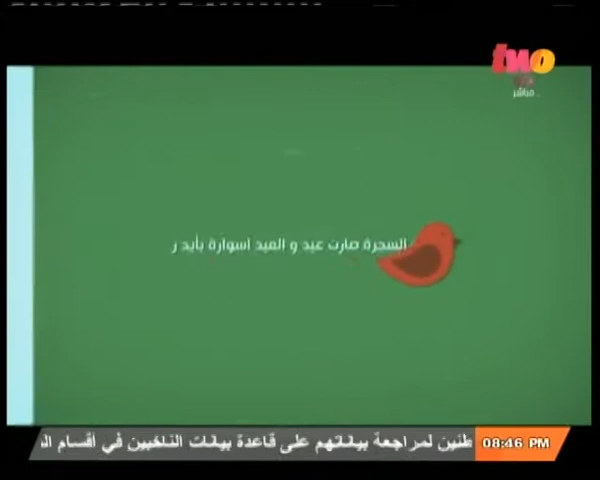 two
مباشر
السجرة صارت عيد و العيد اسوارة بأيد ر
طنين لمراجعة بياناتهم على قاعدة بيانات الناخبين في أقسام ال
08:46 PM